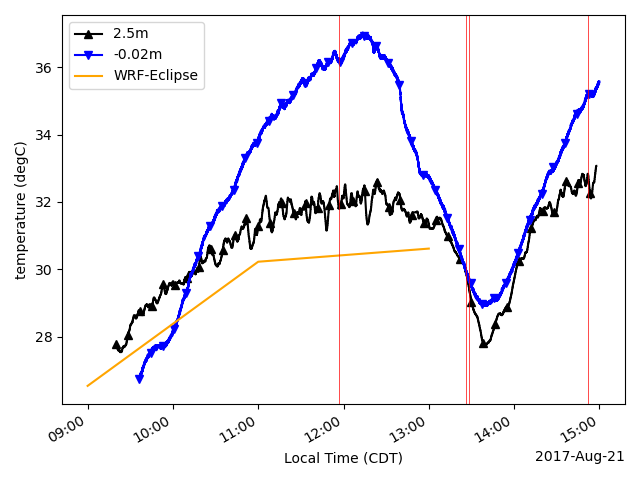 2.5m
-0.02m
WRF-Eclipse
36
34
32
30
28
temperature (degC)
09:00
10:00
11:00
12:00
13:00
14:00
15:00
Local Time (CDT)
2017-Aug-21